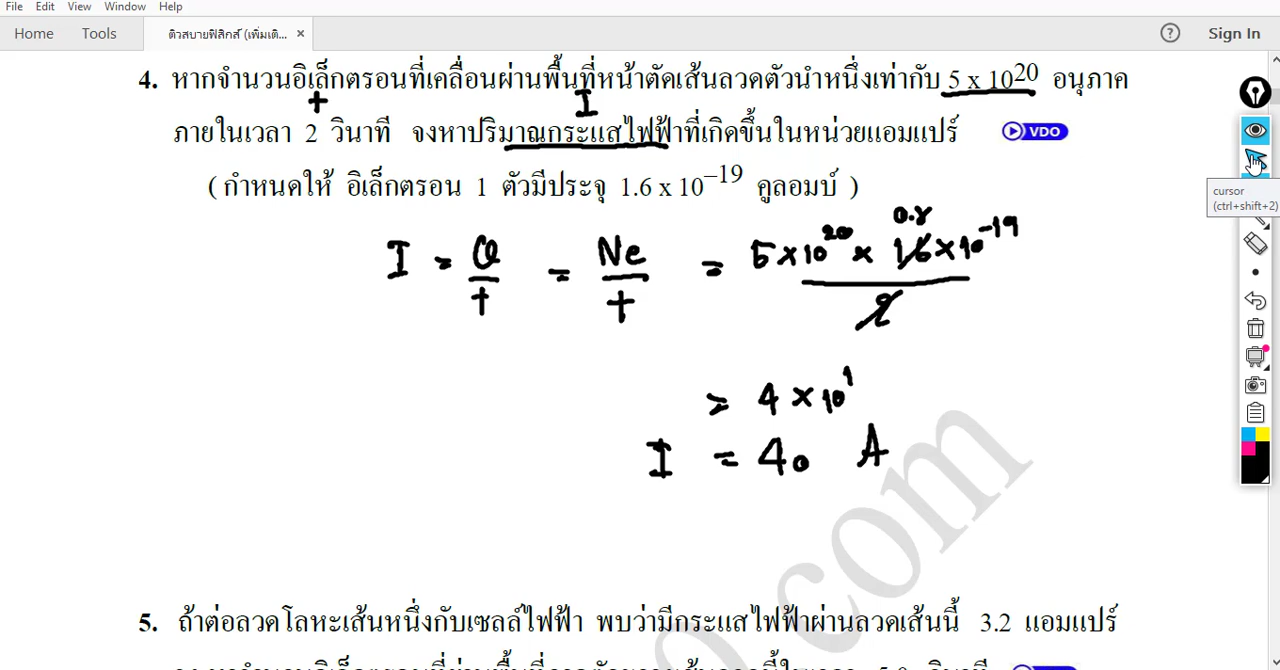 File Edit View Window Help
Home Tools ติวสบายฟิสิกส์ (เพิ่มเติ... × ? Sign In
4. หากจำนวนอิเล็กตรอนที่เคลื่อนผ่านพื้นที่หน้าตัดเส้นลวดตัวนำหนึ่งเท่ากับ 5 x 10²⁰ อนุภาค
t I
ภายในเวลา 2 วินาที จงหาปริมาณกระแสไฟฟ้าที่เกิดขึ้นในหน่วยแอมแปร์ VDO
( กำหนดให้ อิเล็กตรอน 1 ตัวมีประจุ 1.6 x 10⁻¹⁹ คูลอมบ์ )
cursor
(ctrl+shift+2)
0.8
I = Q/t = Ne/t = 5 × 10²⁰ × 1.6 × 10⁻¹⁹ / 2
= 4 × 10¹
I = 40 A
o.com
5. ถ้าต่อลวดโลหะเส้นหนึ่งกับเซลล์ไฟฟ้า พบว่ามีกระแสไฟฟ้าผ่านลวดเส้นนี้ 3.2 แอมแปร์